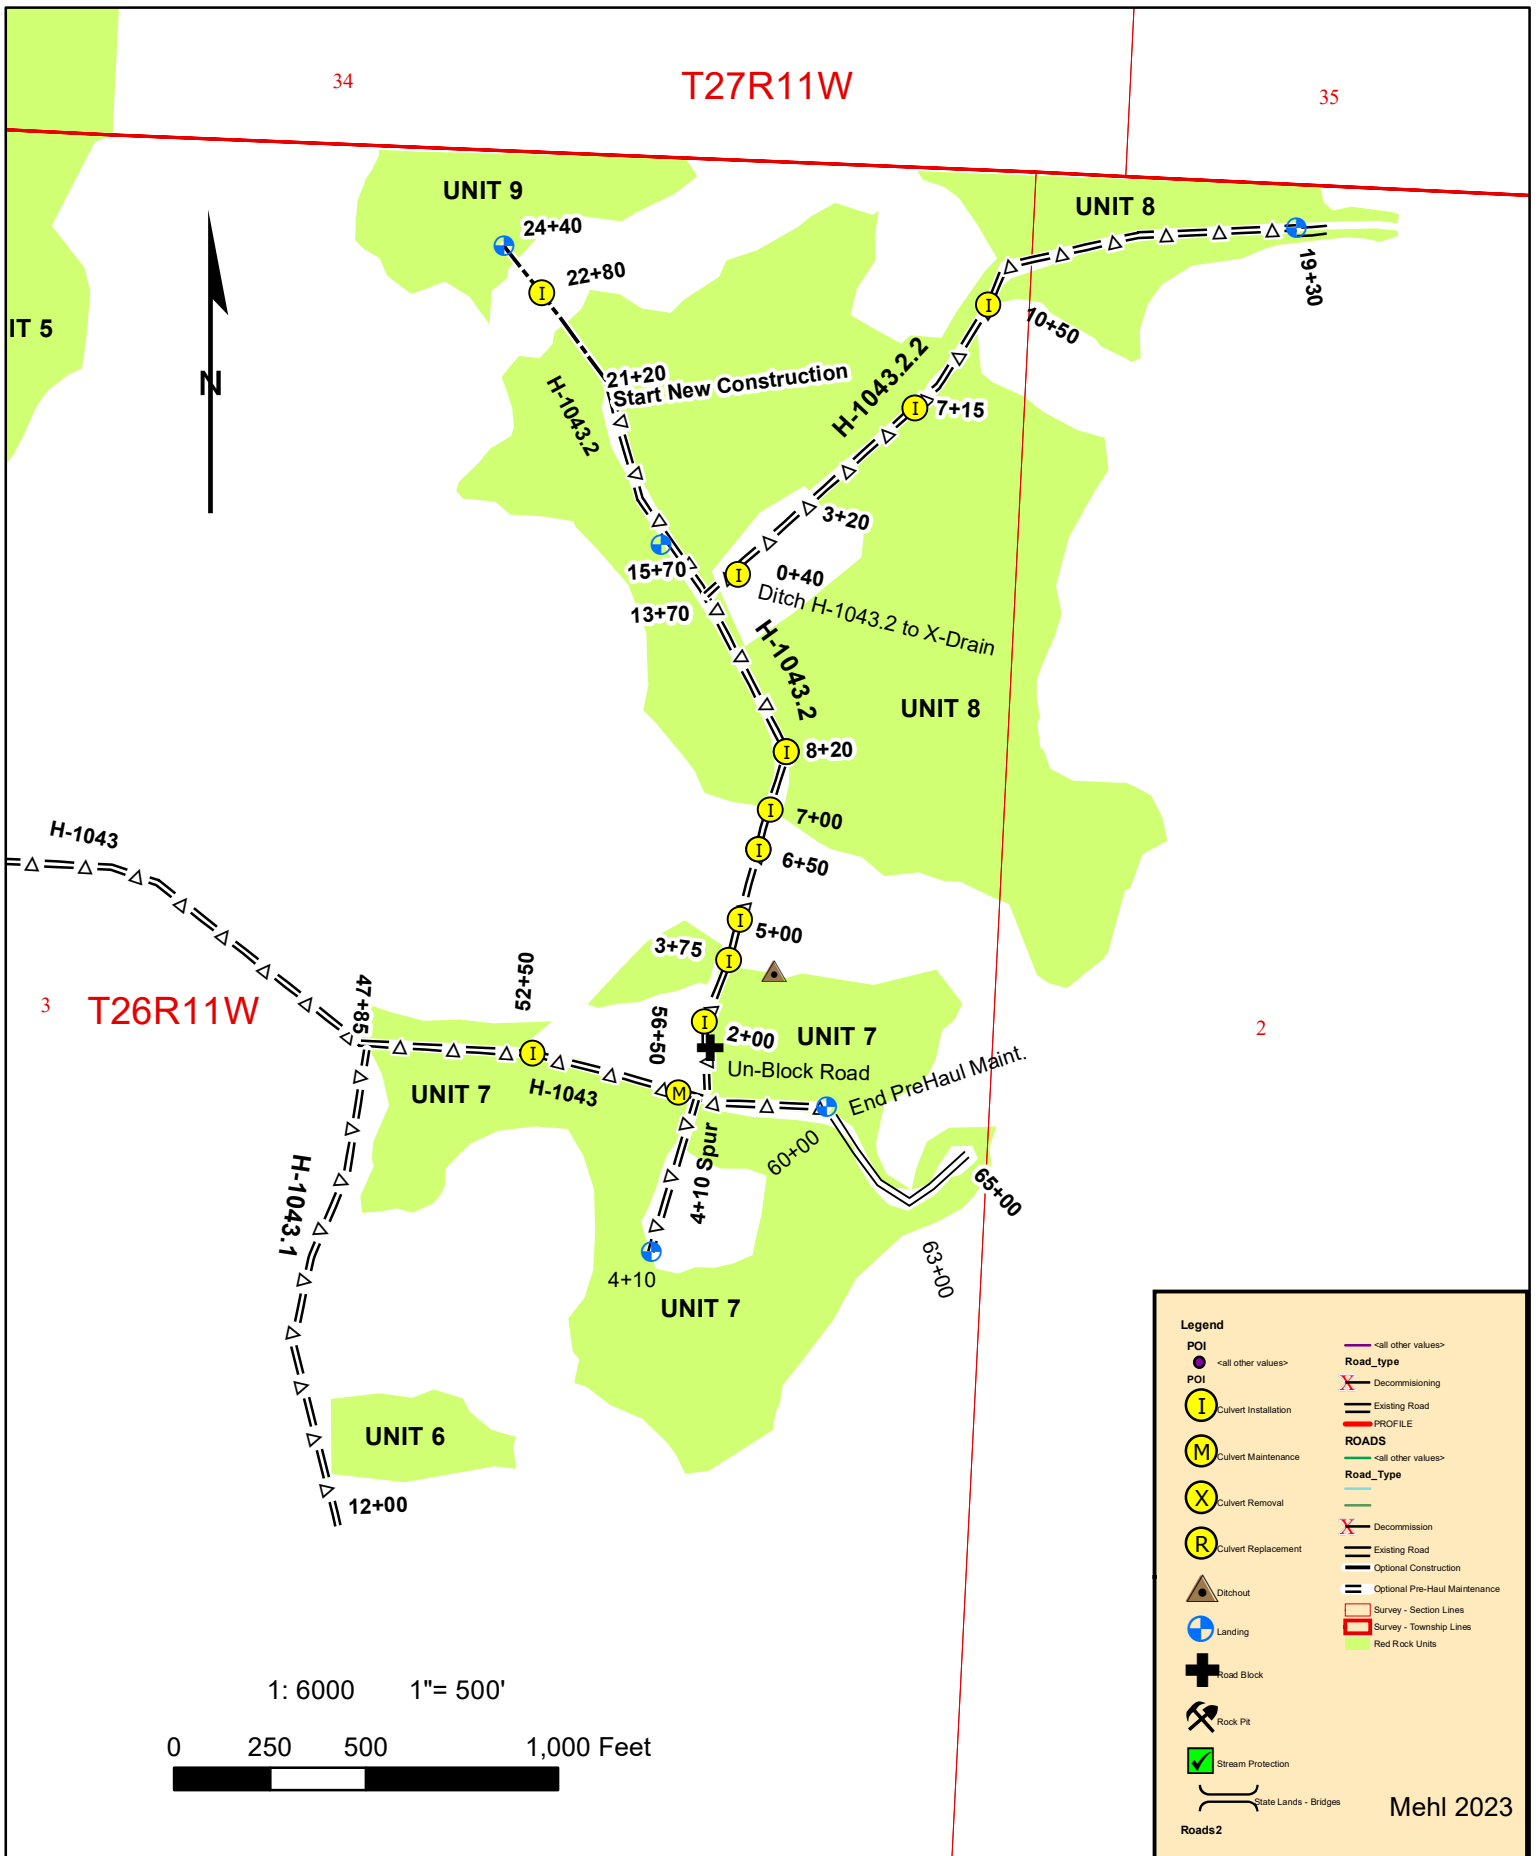 34
T27R11W
35
UNIT 9
UNIT 8
24+40
22+80
19+30
10+50
IT 5
N
21+20
Start New Construction
H-1043.2
H-1043.2.2
7+15
3+20
15+70
0+40
Ditch H-1043.2 to X-Drain
13+70
H-1043.2
UNIT 8
8+20
7+00
6+50
H-1043
5+00
3+75
52+50
47+85
3
T26R11W
56+50
2+00
UNIT 7
2
Un-Block Road
End PreHaul Maint.
UNIT 7
H-1043
60+00
4+10 Spur
65+00
H-1043.1
63+00
4+10
UNIT 7
UNIT 6
12+00
I
I
I
I
I
I
I
I
I
I
I
M
1: 6000 1"= 500'
0 250 500 1,000 Feet
Legend
POI
<all other values>
POI
I Culvert Installation
M Culvert Maintenance
X Culvert Removal
R Culvert Replacement
Ditchout
Landing
Road Block
Rock Pit
Stream Protection
State Lands - Bridges
Roads2
<all other values>
Road_type
X Decommisioning
Existing Road
PROFILE
ROADS
<all other values>
Road_Type
X Decommission
Existing Road
Optional Construction
Optional Pre-Haul Maintenance
Survey - Section Lines
Survey - Township Lines
Red Rock Units
Mehl 2023